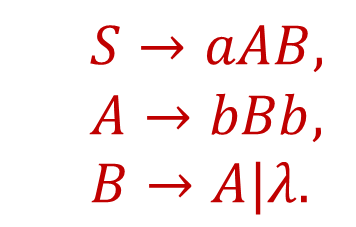 S → aAB,
A → bBb,
B → A|λ.